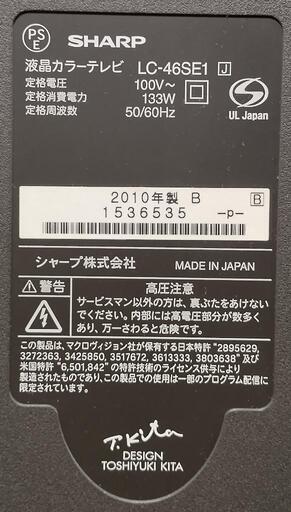 PS
E
SHARP
液晶カラーテレビ LC-46SE1 J
定格電圧 100V~
定格消費電力 133W
定格周波数 50/60Hz
S
UL Japan
2010年製 B B
1536535 -p-
シャープ株式会社 MADE IN JAPAN
⚠警告 高圧注意
サービスマン以外の方は、裏ぶたをあけない
でください。内部には高電圧部分が数多く
あり、万一さわると危険です。
この製品は、マクロヴィジョン社が保有する日本特許 "2895629,
3272363, 3425850, 3517672, 3613333, 3803638" 及び
米国特許 "6,501,842" の特許技術のライセンス供与により
製造されたものであり、この製品の使用は一部のプログラム配信に
限定されています。
T.Kita
DESIGN
TOSHIYUKI KITA